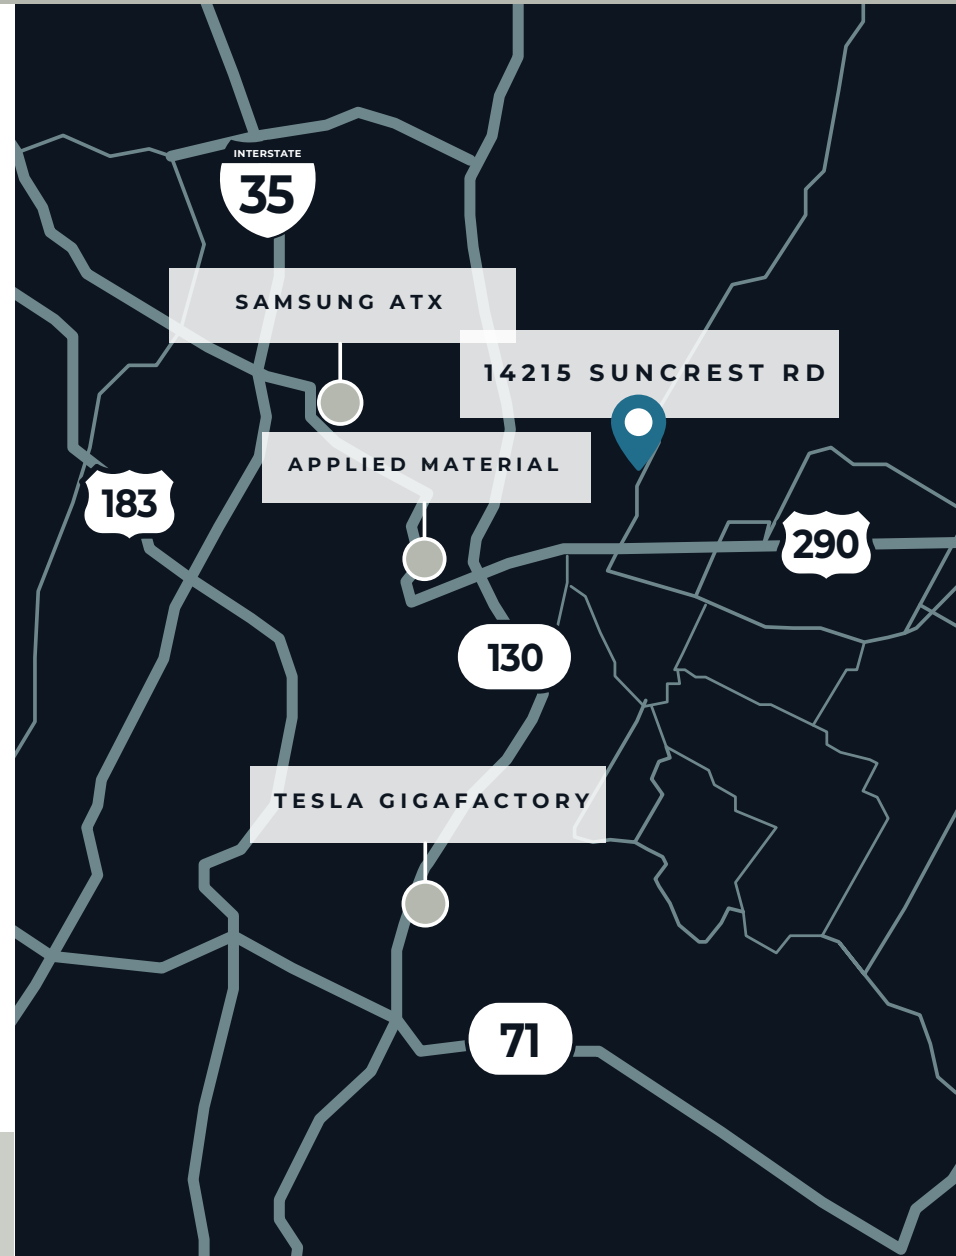 INTERSTATE
35
SAMSUNG ATX
14215 SUNCREST RD
APPLIED MATERIAL
183
290
130
TESLA GIGAFACTORY
71